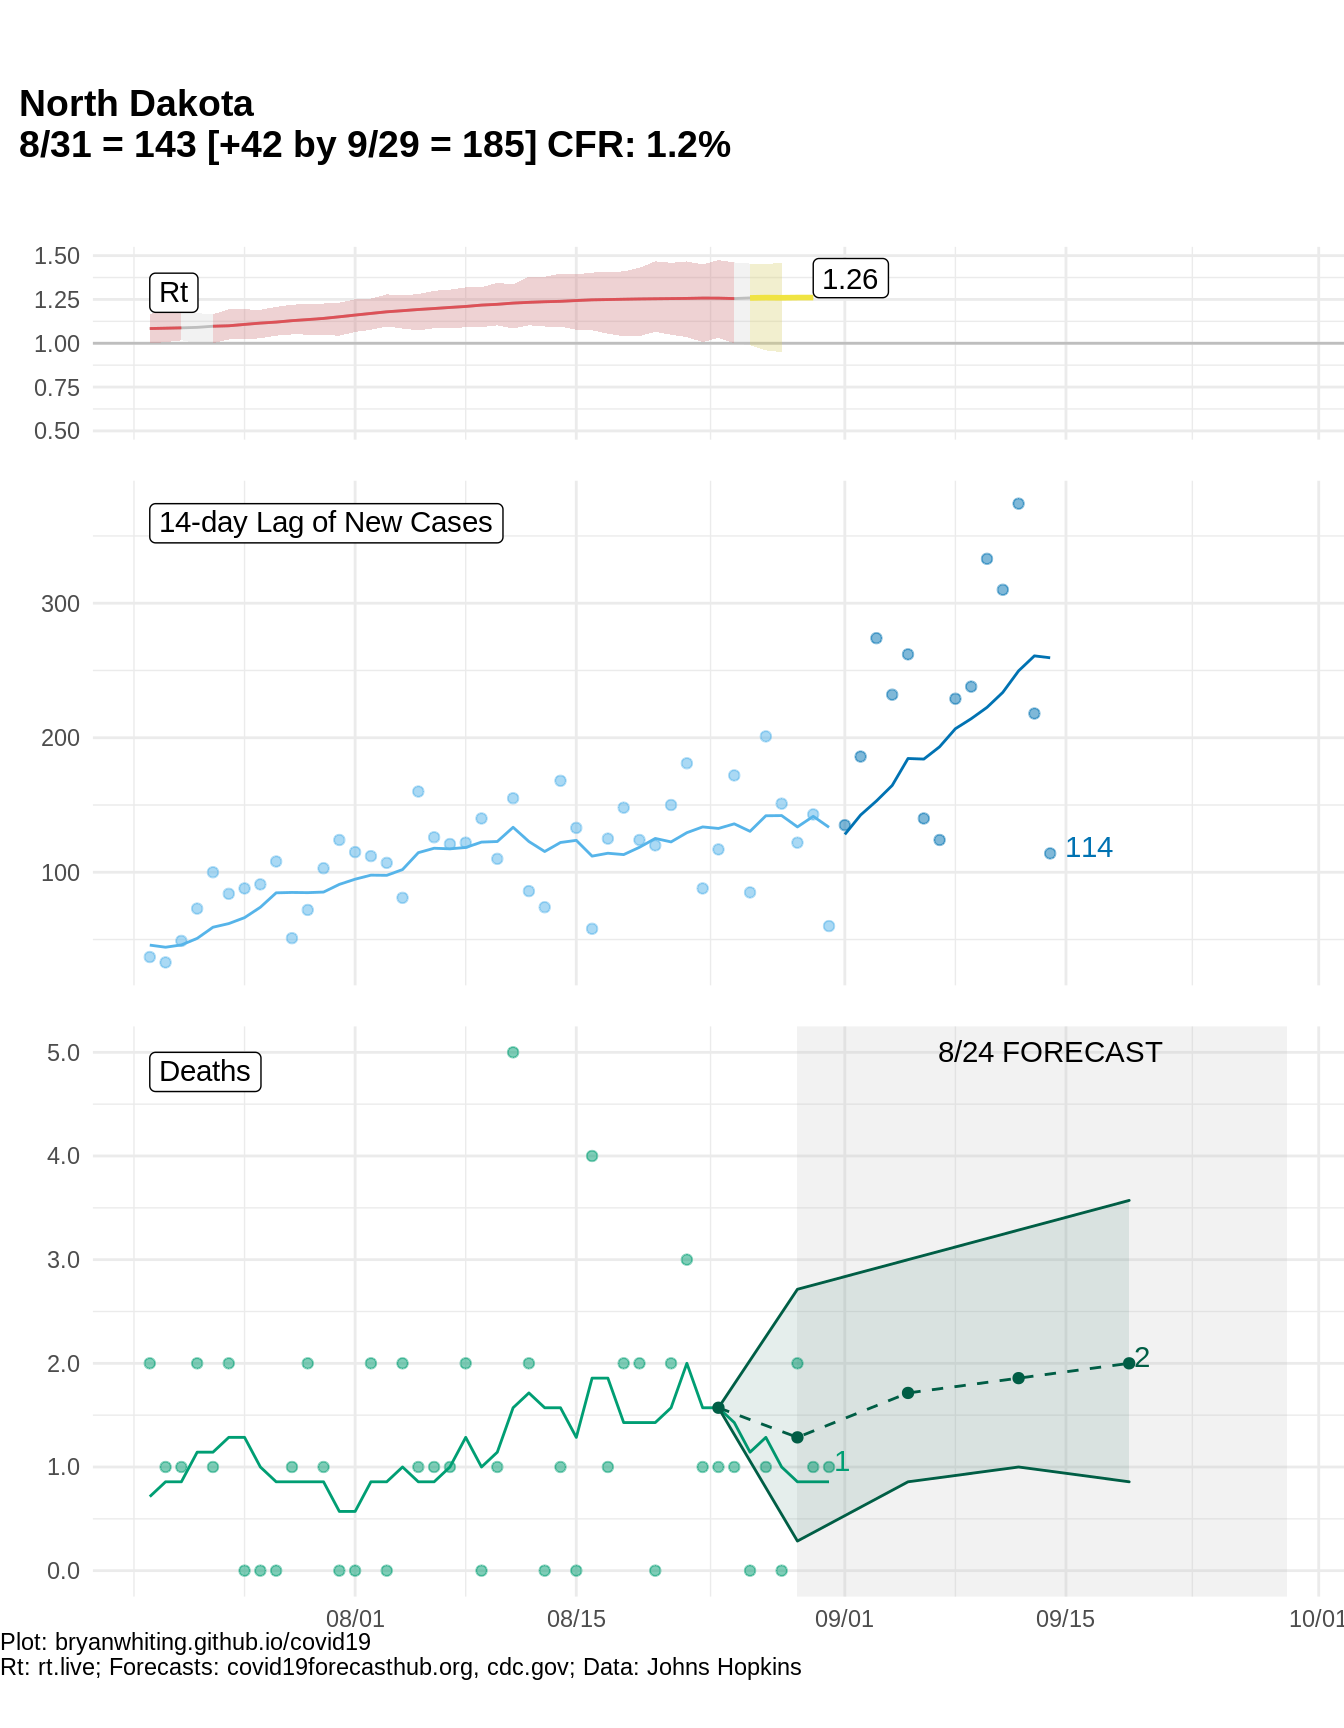 North Dakota
8/31 = 143 [+42 by 9/29 = 185] CFR: 1.2%
1.50
1.25
1.00
0.75
0.50
Rt
1.26
14-day Lag of New Cases
300
200
100
114
Deaths
8/24 FORECAST
5.0
4.0
3.0
2.0
1.0
0.0
2
1
08/01
08/15
09/01
09/15
10/01
Plot: bryanwhiting.github.io/covid19
Rt: rt.live; Forecasts: covid19forecasthub.org, cdc.gov; Data: Johns Hopkins